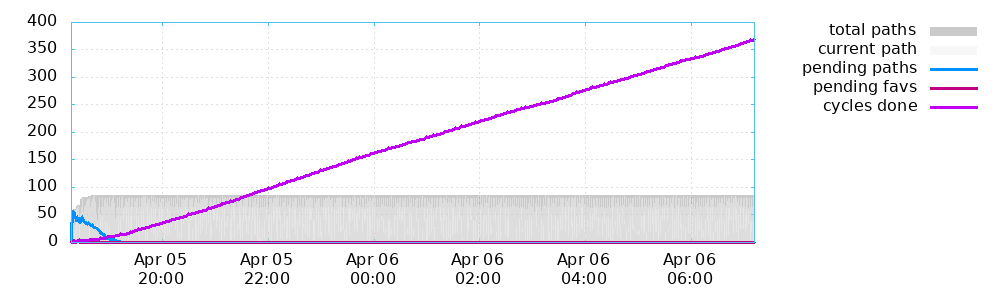 400
350
300
250
200
150
100
50
0
Apr 05
20:00
Apr 05
22:00
Apr 06
00:00
Apr 06
02:00
Apr 06
04:00
Apr 06
06:00
total paths
current path
pending paths
pending favs
cycles done